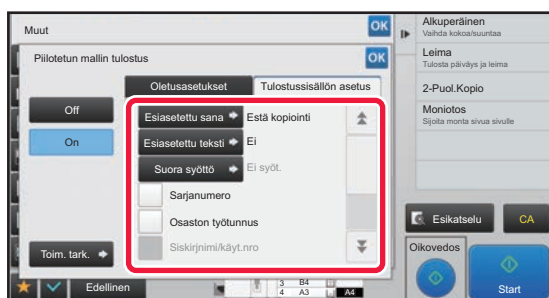 Muut
OK
Piilotetun mallin tulostus
OK
Oletusasetukset
Tulostussisällön asetus
Off
On
Esiasetettu sana
Estä kopiointi
Esiasetettu teksti
Ei
Suora syöttö
Ei syöt.
Sarjanumero
Osaston työtunnus
Siskirjnimi/käyt.nro
Toim. tark.
Edellinen
3 B4
4 A3
A4
Alkuperäinen
Vaihda kokoa/suuntaa
Leima
Tulosta päiväys ja leima
2-Puol.Kopio
Moniotos
Sijoita monta sivua sivulle
Esikatselu
CA
Oikovedos
Start